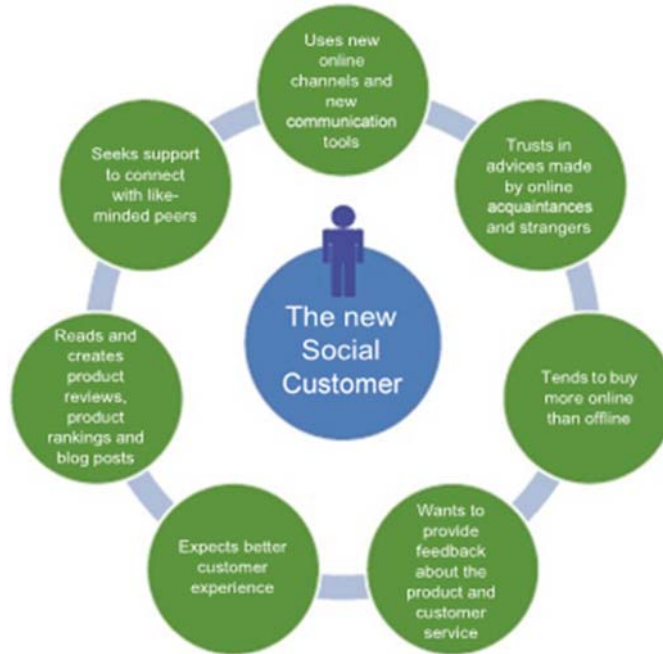 Uses new
online
channels and
new
communication
tools
Trusts in
advices made
by online
acquaintances
and strangers
Tends to buy
more online
than offline
Wants to
provide
feedback
about the
product and
customer
service
Expects better
customer
experience
Reads and
creates
product
reviews,
product
rankings and
blog posts
Seeks support
to connect
with like-
minded peers
The new
Social
Customer